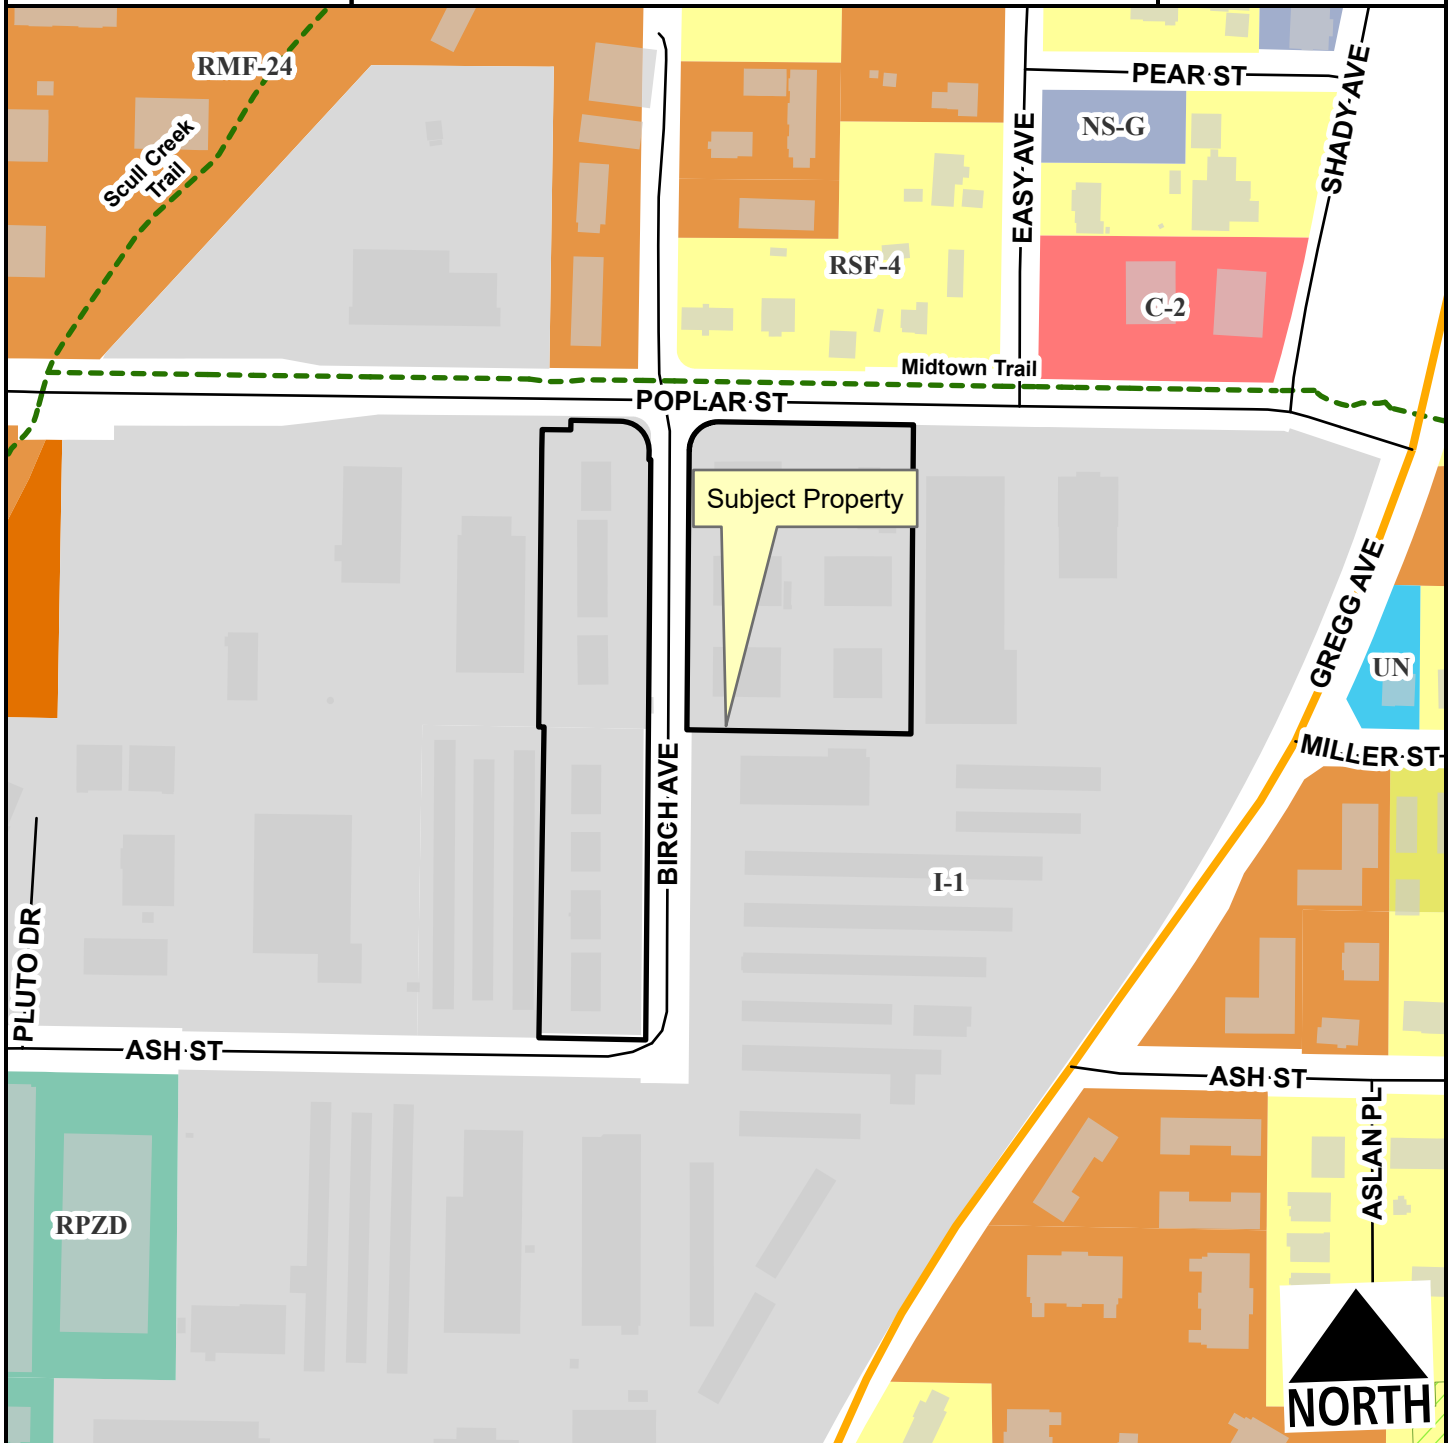 RMF-24
PEAR ST
NS-G
SHADY AVE
Scull Creek
Trail
EASY AVE
RSF-4
C-2
Midtown Trail
POPLAR ST
Subject Property
GREGG AVE
UN
MILLER ST
BIRCH AVE
I-1
PLUTO DR
ASH ST
ASH ST
ASLAN PL
RPZD
NORTH